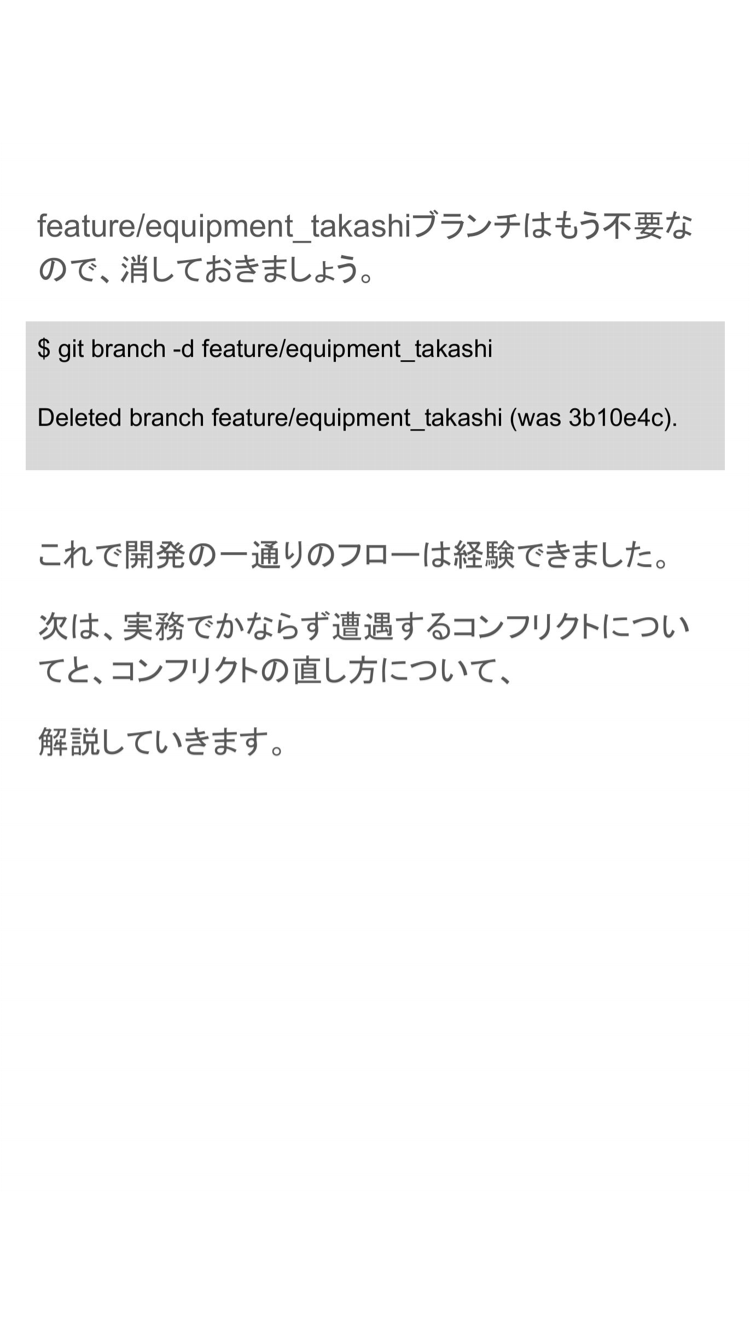 feature/equipment_takashiブランチはもう不要な
ので、消しておきましょう。
$ git branch -d feature/equipment_takashi
Deleted branch feature/equipment_takashi (was 3b10e4c).
これで開発の一通りのフローは経験できました。
次は、実務でかならず遭遇するコンフリクトについ
てと、コンフリクトの直し方について、
解説していきます。